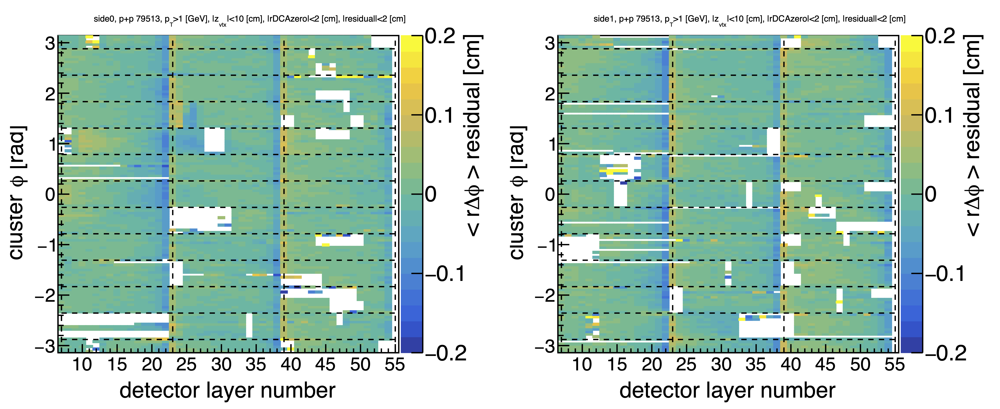 side0, p+p 79513, p_T>1 [GeV], |z_vtx|<10 [cm], |rDCAzero|<2 [cm], |residual|<2 [cm]
cluster ϕ [rad]
3
2
1
0
−1
−2
−3
10 15 20 25 30 35 40 45 50 55
detector layer number
0.2
0.1
0
−0.1
−0.2
< rΔϕ > residual [cm]
side1, p+p 79513, p_T>1 [GeV], |z_vtx|<10 [cm], |rDCAzero|<2 [cm], |residual|<2 [cm]
cluster ϕ [rad]
3
2
1
0
−1
−2
−3
10 15 20 25 30 35 40 45 50 55
detector layer number
0.2
0.1
0
−0.1
−0.2
< rΔϕ > residual [cm]